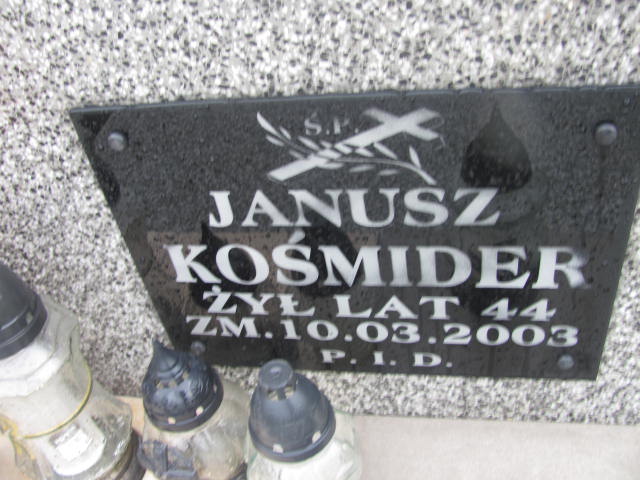 Ś.P.
JANUSZ
KOŚMIDER
ŻYŁ LAT 44
ZM.10.03.2003
P. I. D.